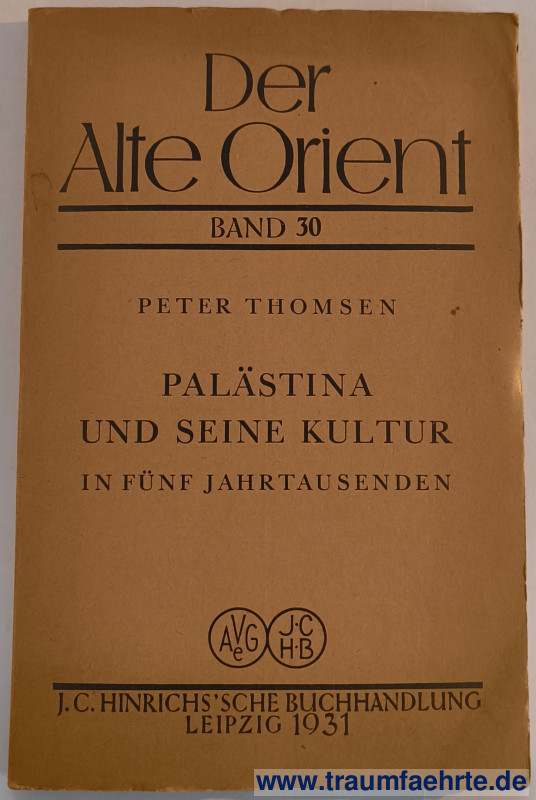 Der
Alte Orient
BAND 30
PETER THOMSEN
PALÄSTINA
UND SEINE KULTUR
IN FÜNF JAHRTAUSENDEN
AVeG J·C H·B
J. C. HINRICHS'SCHE BUCHHANDLUNG
LEIPZIG 1931
www.traumfaehrte.de